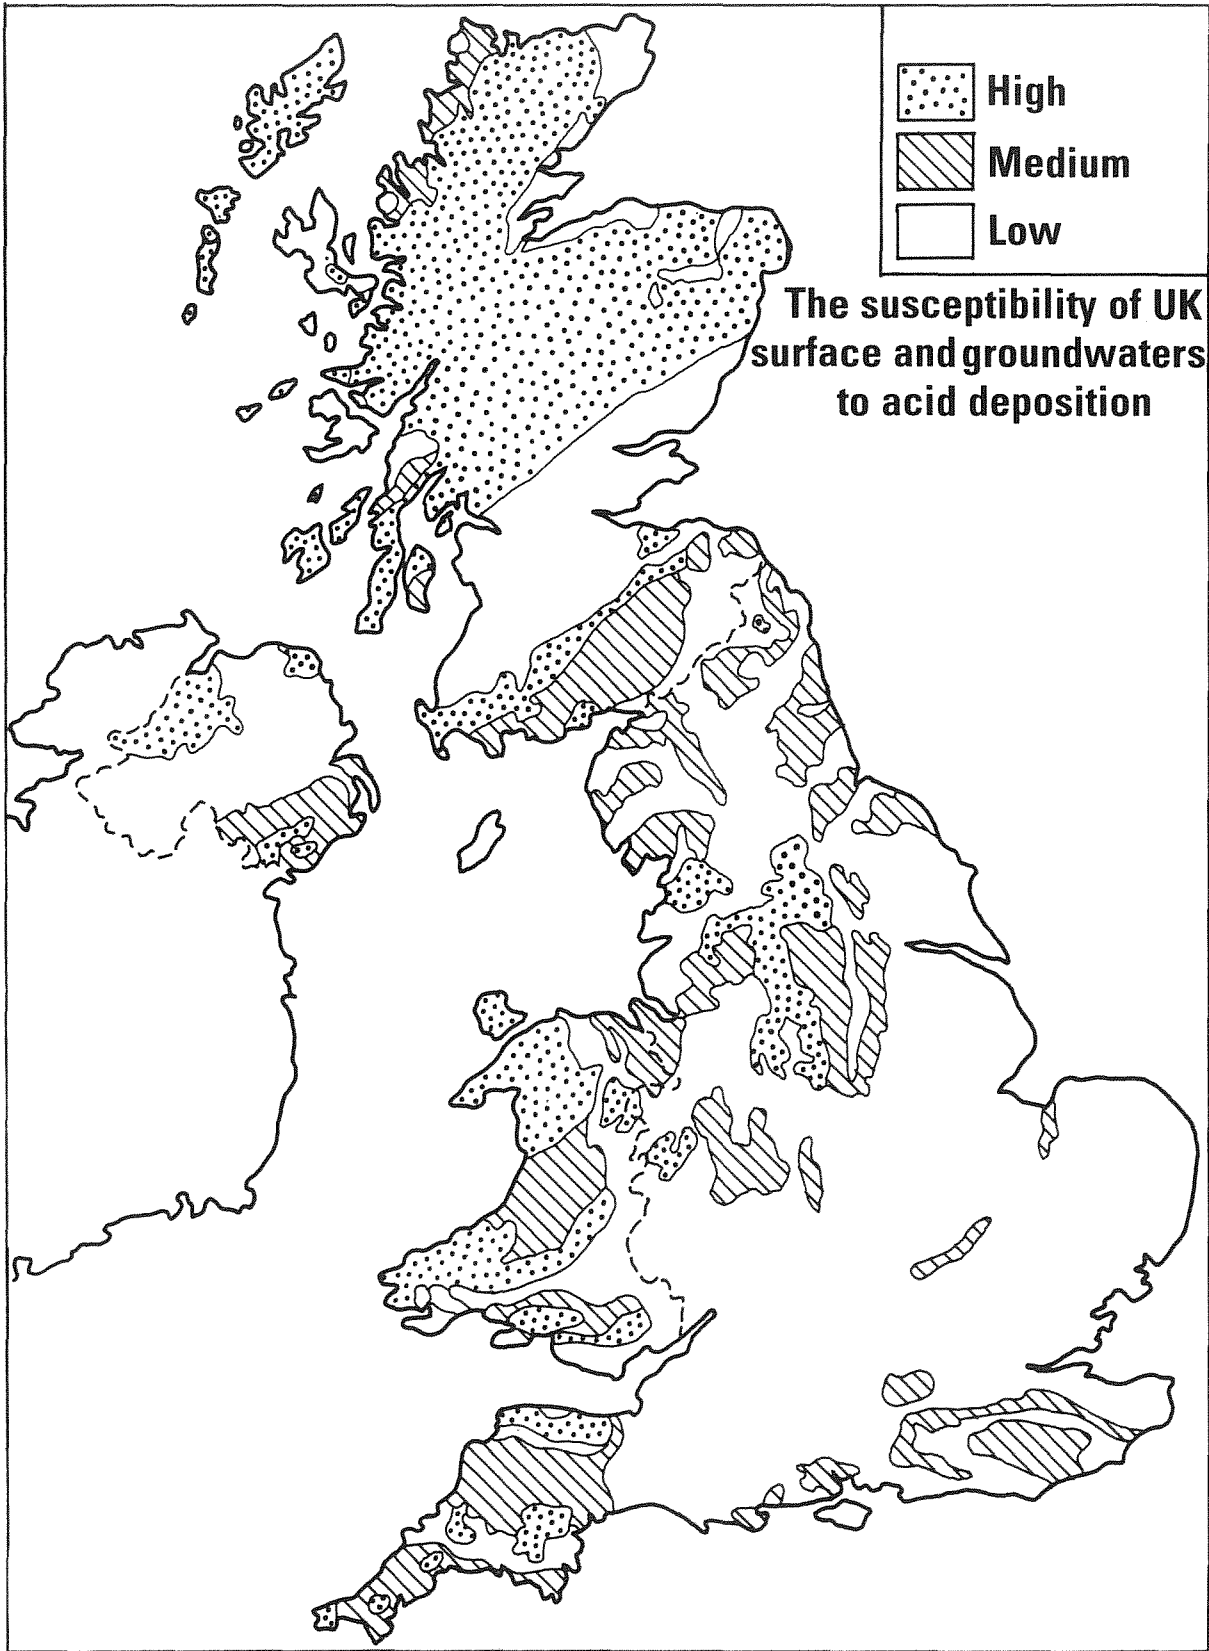 High
Medium
Low
The susceptibility of UK
surface and groundwaters
to acid deposition